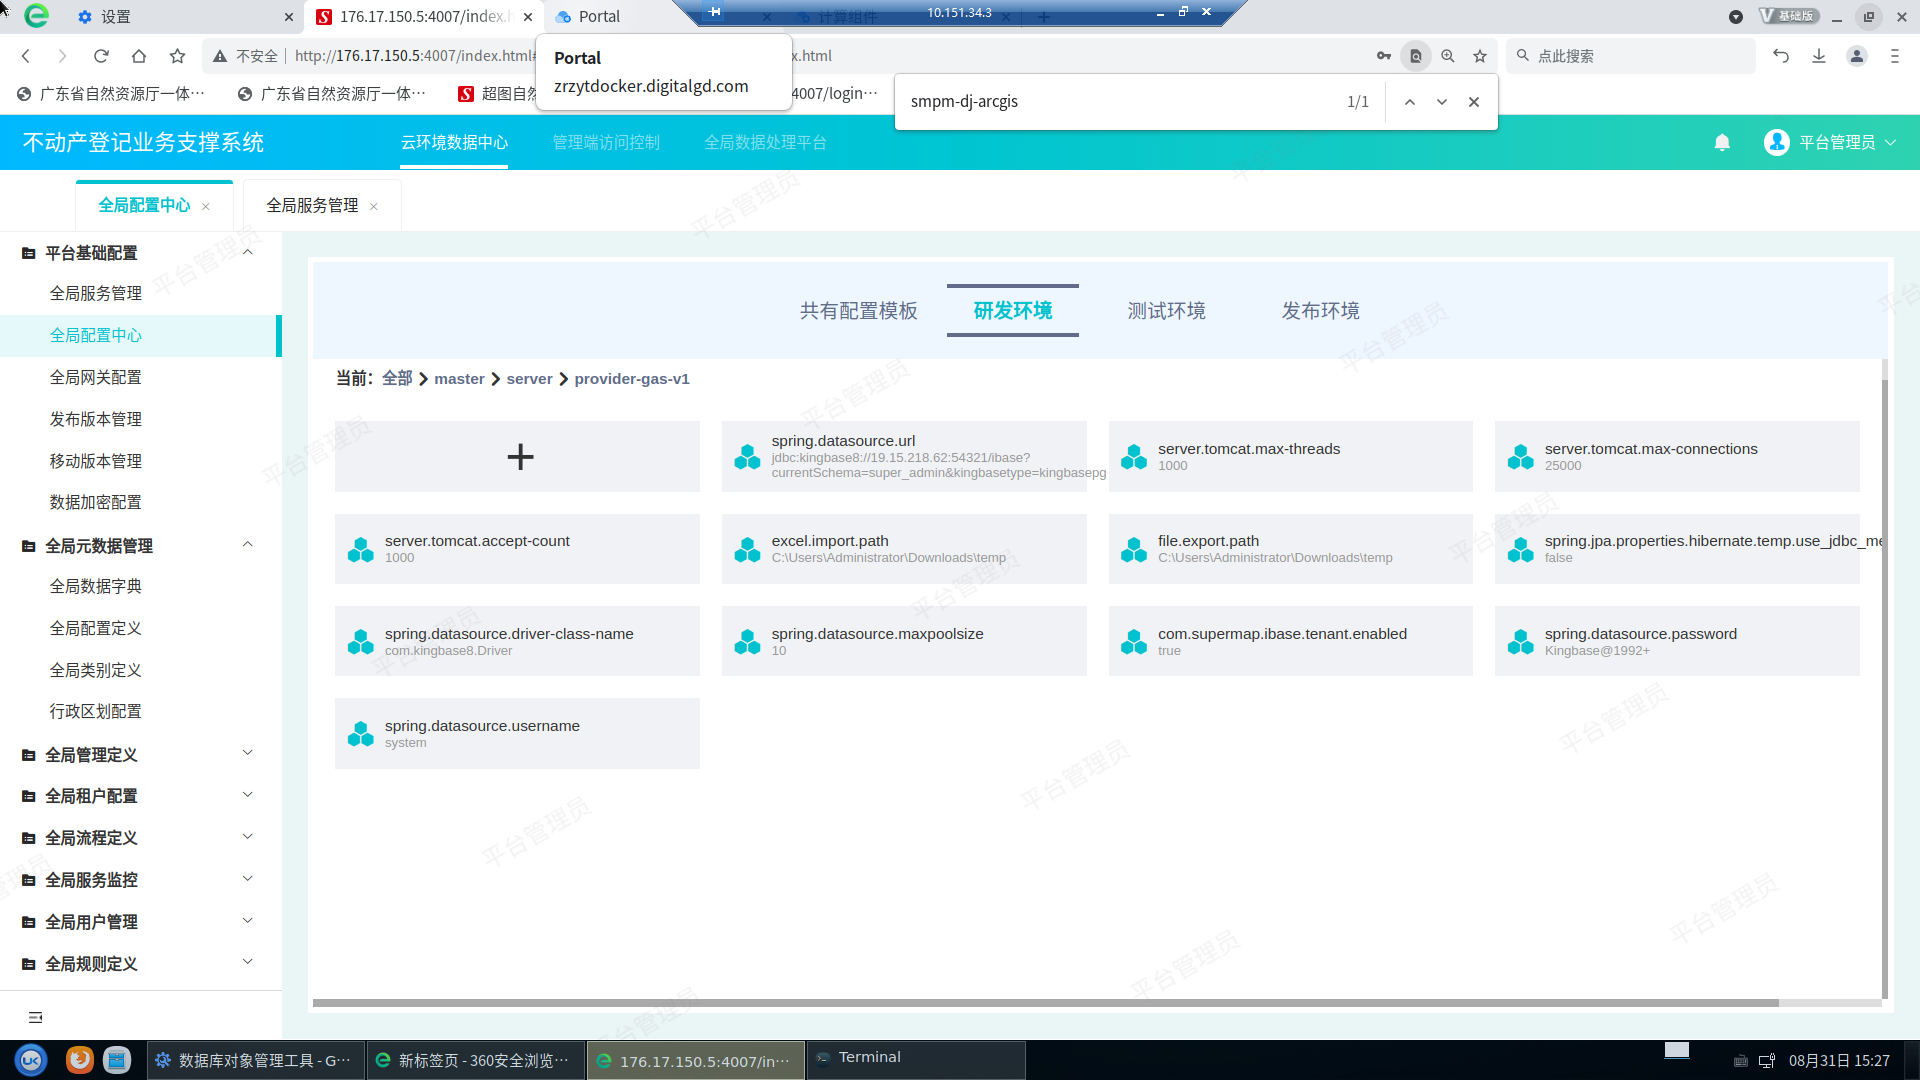 设置
176.17.150.5:4007/index.h
Portal
计算组件
10.151.34.3
基础版
不安全
http://176.17.150.5:4007/index.html#
x.html
点此搜索
Portal
zrzytdocker.digitalgd.com
广东省自然资源厅一体···
广东省自然资源厅一体···
超图自然
4007/login···
smpm-dj-arcgis
1/1
不动产登记业务支撑系统
云环境数据中心
管理端访问控制
全局数据处理平台
平台管理员
全局配置中心
全局服务管理
平台基础配置
全局服务管理
全局配置中心
全局网关配置
发布版本管理
移动版本管理
数据加密配置
全局元数据管理
全局数据字典
全局配置定义
全局类别定义
行政区划配置
全局管理定义
全局租户配置
全局流程定义
全局服务监控
全局用户管理
全局规则定义
共有配置模板
研发环境
测试环境
发布环境
当前：全部 > master > server > provider-gas-v1
spring.datasource.url
jdbc:kingbase8://19.15.218.62:54321/ibase?
currentSchema=super_admin&kingbasetype=kingbasepg
server.tomcat.max-threads
1000
server.tomcat.max-connections
25000
server.tomcat.accept-count
1000
excel.import.path
C:\Users\Administrator\Downloads\temp
file.export.path
C:\Users\Administrator\Downloads\temp
spring.jpa.properties.hibernate.temp.use_jdbc_me
false
spring.datasource.driver-class-name
com.kingbase8.Driver
spring.datasource.maxpoolsize
10
com.supermap.ibase.tenant.enabled
true
spring.datasource.password
Kingbase@1992+
spring.datasource.username
system
平台管理员
数据库对象管理工具 - G···
新标签页 - 360安全浏览···
176.17.150.5:4007/in···
Terminal
08月31日 15:27